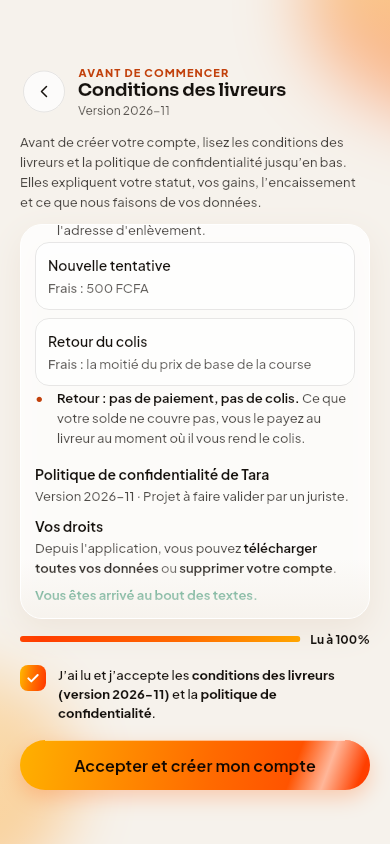 AVANT DE COMMENCER
Conditions des livreurs
Version 2026-11
Avant de créer votre compte, lisez les conditions des
livreurs et la politique de confidentialité jusqu'en bas.
Elles expliquent votre statut, vos gains, l'encaissement
et ce que nous faisons de vos données.
l'adresse d'enlèvement.
Nouvelle tentative
Frais : 500 FCFA
Retour du colis
Frais : la moitié du prix de base de la course
• Retour : pas de paiement, pas de colis. Ce que
votre solde ne couvre pas, vous le payez au
livreur au moment où il vous rend le colis.
Politique de confidentialité de Tara
Version 2026-11 · Projet à faire valider par un juriste.
Vos droits
Depuis l'application, vous pouvez télécharger
toutes vos données ou supprimer votre compte.
Vous êtes arrivé au bout des textes.
Lu à 100%
J'ai lu et j'accepte les conditions des livreurs
(version 2026-11) et la politique de
confidentialité.
Accepter et créer mon compte